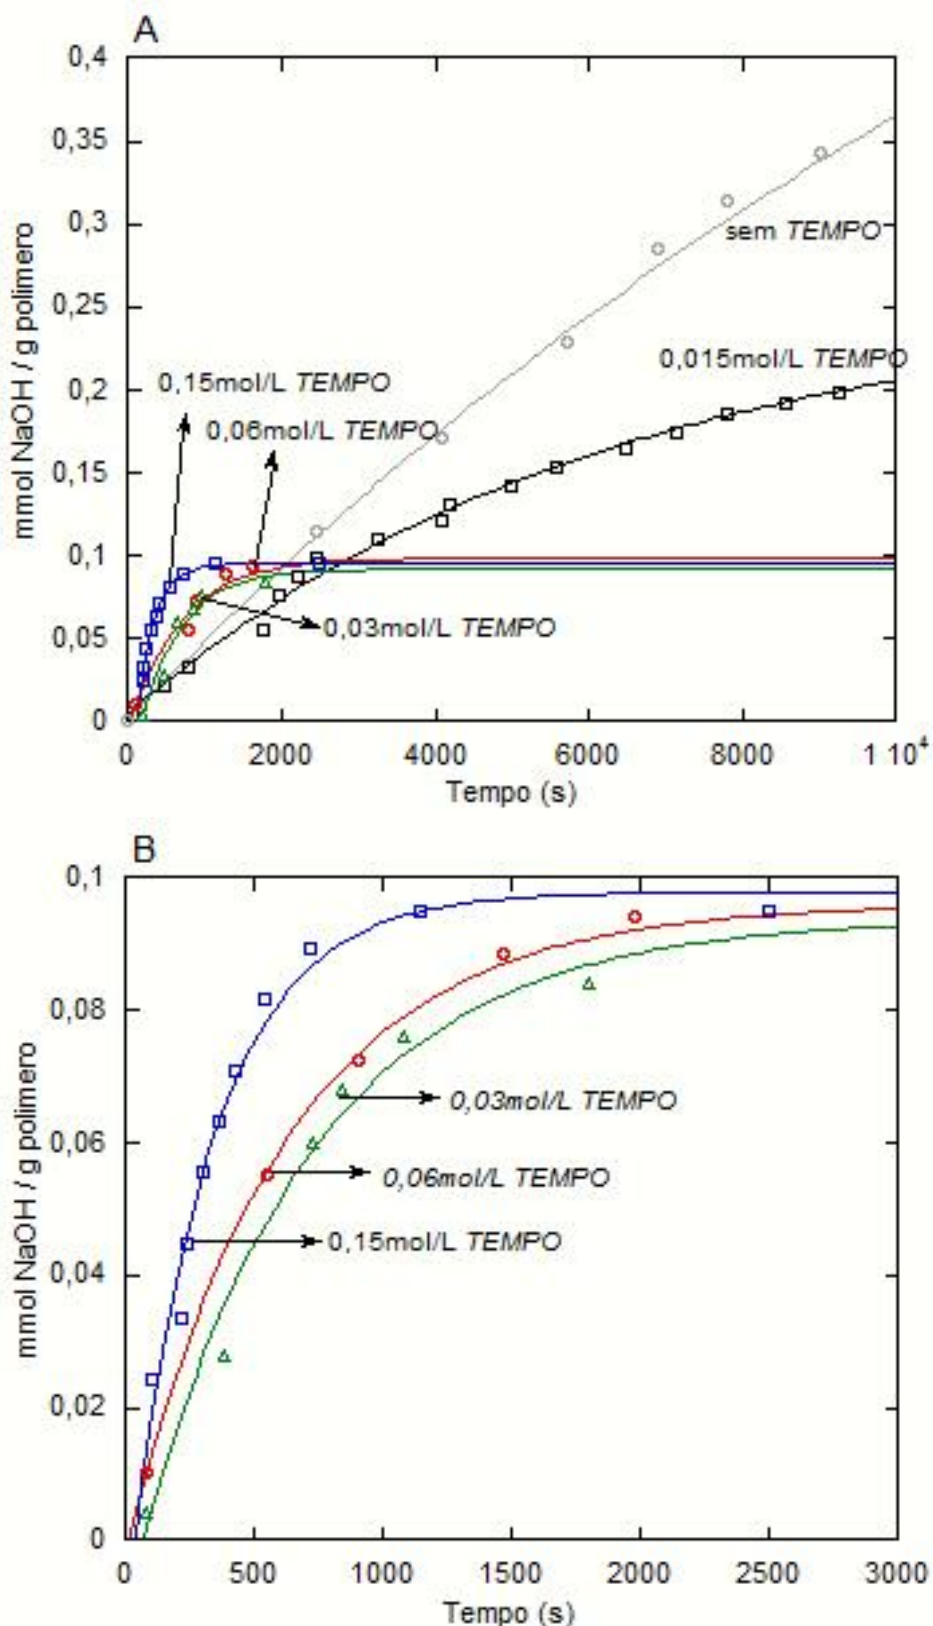 A
0,4
0,35
0,3
0,25
0,2
0,15
0,1
0,05
0
mmol NaOH / g polimero
sem TEMPO
0,015mol/L TEMPO
0,15mol/L TEMPO
0,06mol/L TEMPO
0,03mol/L TEMPO
0 2000 4000 6000 8000 1 10⁴
Tempo (s)
B
0,1
0,08
0,06
0,04
0,02
0
mmol NaOH / g polimero
0,03mol/L TEMPO
0,06mol/L TEMPO
0,15mol/L TEMPO
0 500 1000 1500 2000 2500 3000
Tempo (s)